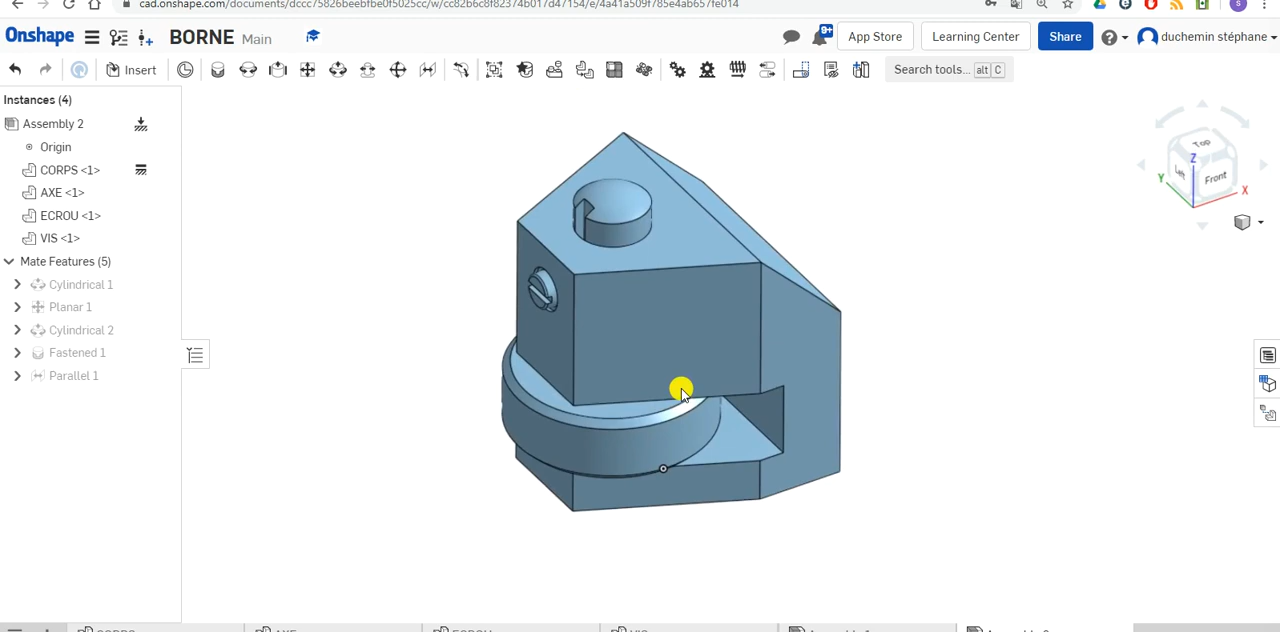 cad.onshape.com/documents/dccc75826beebfbe0f5025cc/w/cc82b6c8f82374b017d47154/e/4a41a509f785e4ab657fe014
Onshape BORNE Main 9+ App Store Learning Center Share duchemin stéphane
Insert Search tools... alt C
Instances (4)
Assembly 2
Origin
CORPS <1>
AXE <1>
ECROU <1>
VIS <1>
Mate Features (5)
Cylindrical 1
Planar 1
Cylindrical 2
Fastened 1
Parallel 1
Top
Left Front
Z
Y
X